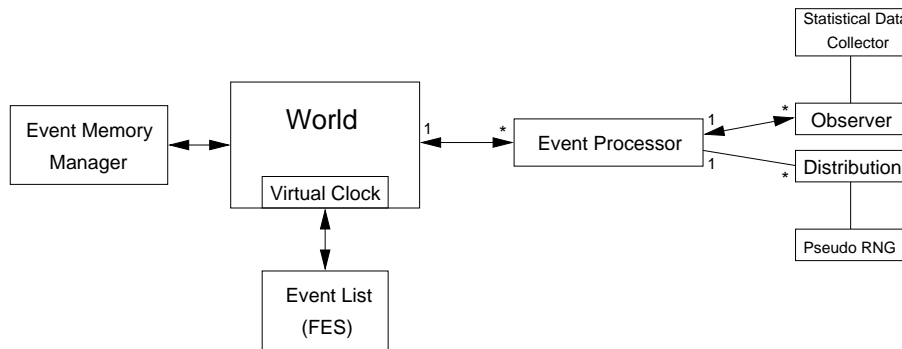 Statistical Data
Collector
World
Event Memory
Manager
1
*
Event Processor
1
*
Observer
1
*
Distribution
Virtual Clock
Pseudo RNG
Event List
(FES)